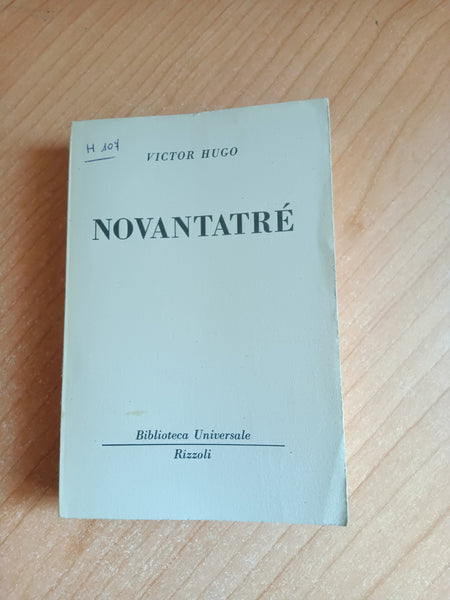 H 107
VICTOR HUGO
NOVANTATRÉ
Biblioteca Universale
Rizzoli